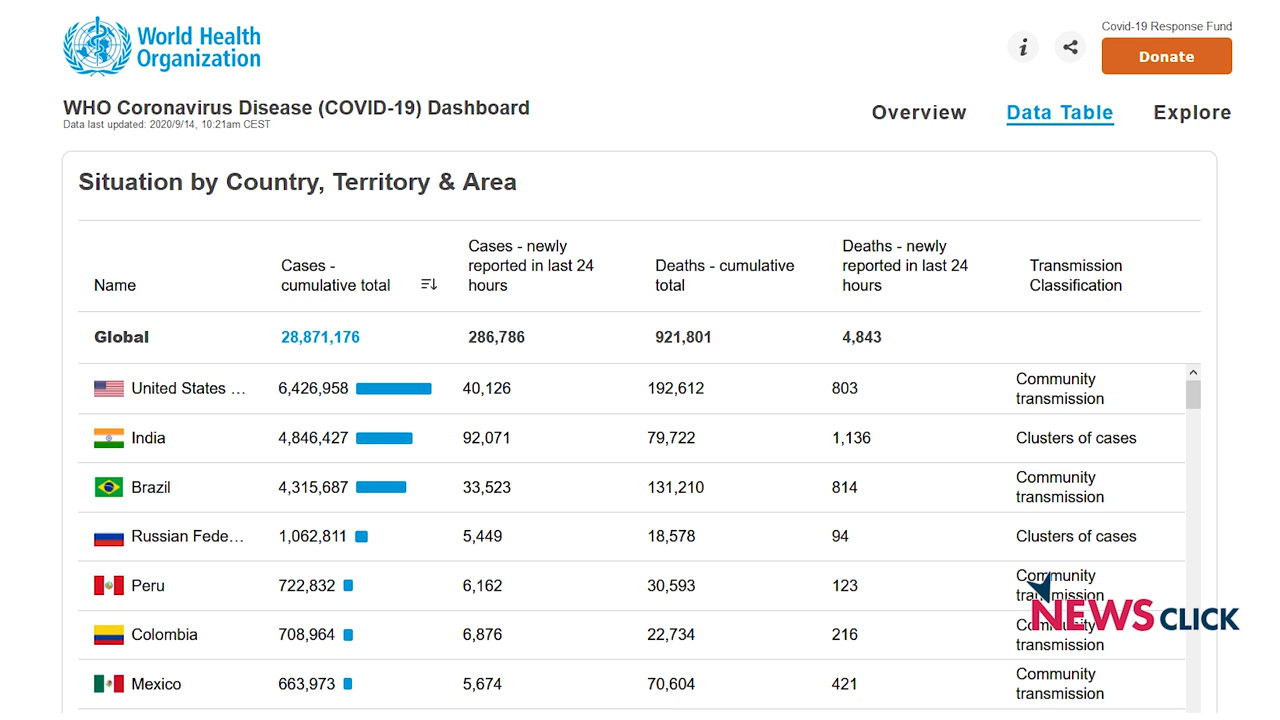 World Health
Organization
Covid-19 Response Fund
i
Donate
WHO Coronavirus Disease (COVID-19) Dashboard
Data last updated: 2020/9/14, 10:21am CEST
Overview Data Table Explore
Situation by Country, Territory & Area
Name
Cases -
cumulative total
Cases - newly
reported in last 24
hours
Deaths - cumulative
total
Deaths - newly
reported in last 24
hours
Transmission
Classification
Global 28,871,176 286,786 921,801 4,843
United States ... 6,426,958 40,126 192,612 803 Community
transmission
India 4,846,427 92,071 79,722 1,136 Clusters of cases
Brazil 4,315,687 33,523 131,210 814 Community
transmission
Russian Fede... 1,062,811 5,449 18,578 94 Clusters of cases
Peru 722,832 6,162 30,593 123 Community
transmission
Colombia 708,964 6,876 22,734 216 Community
transmission
Mexico 663,973 5,674 70,604 421 Community
transmission
NEWSCLICK